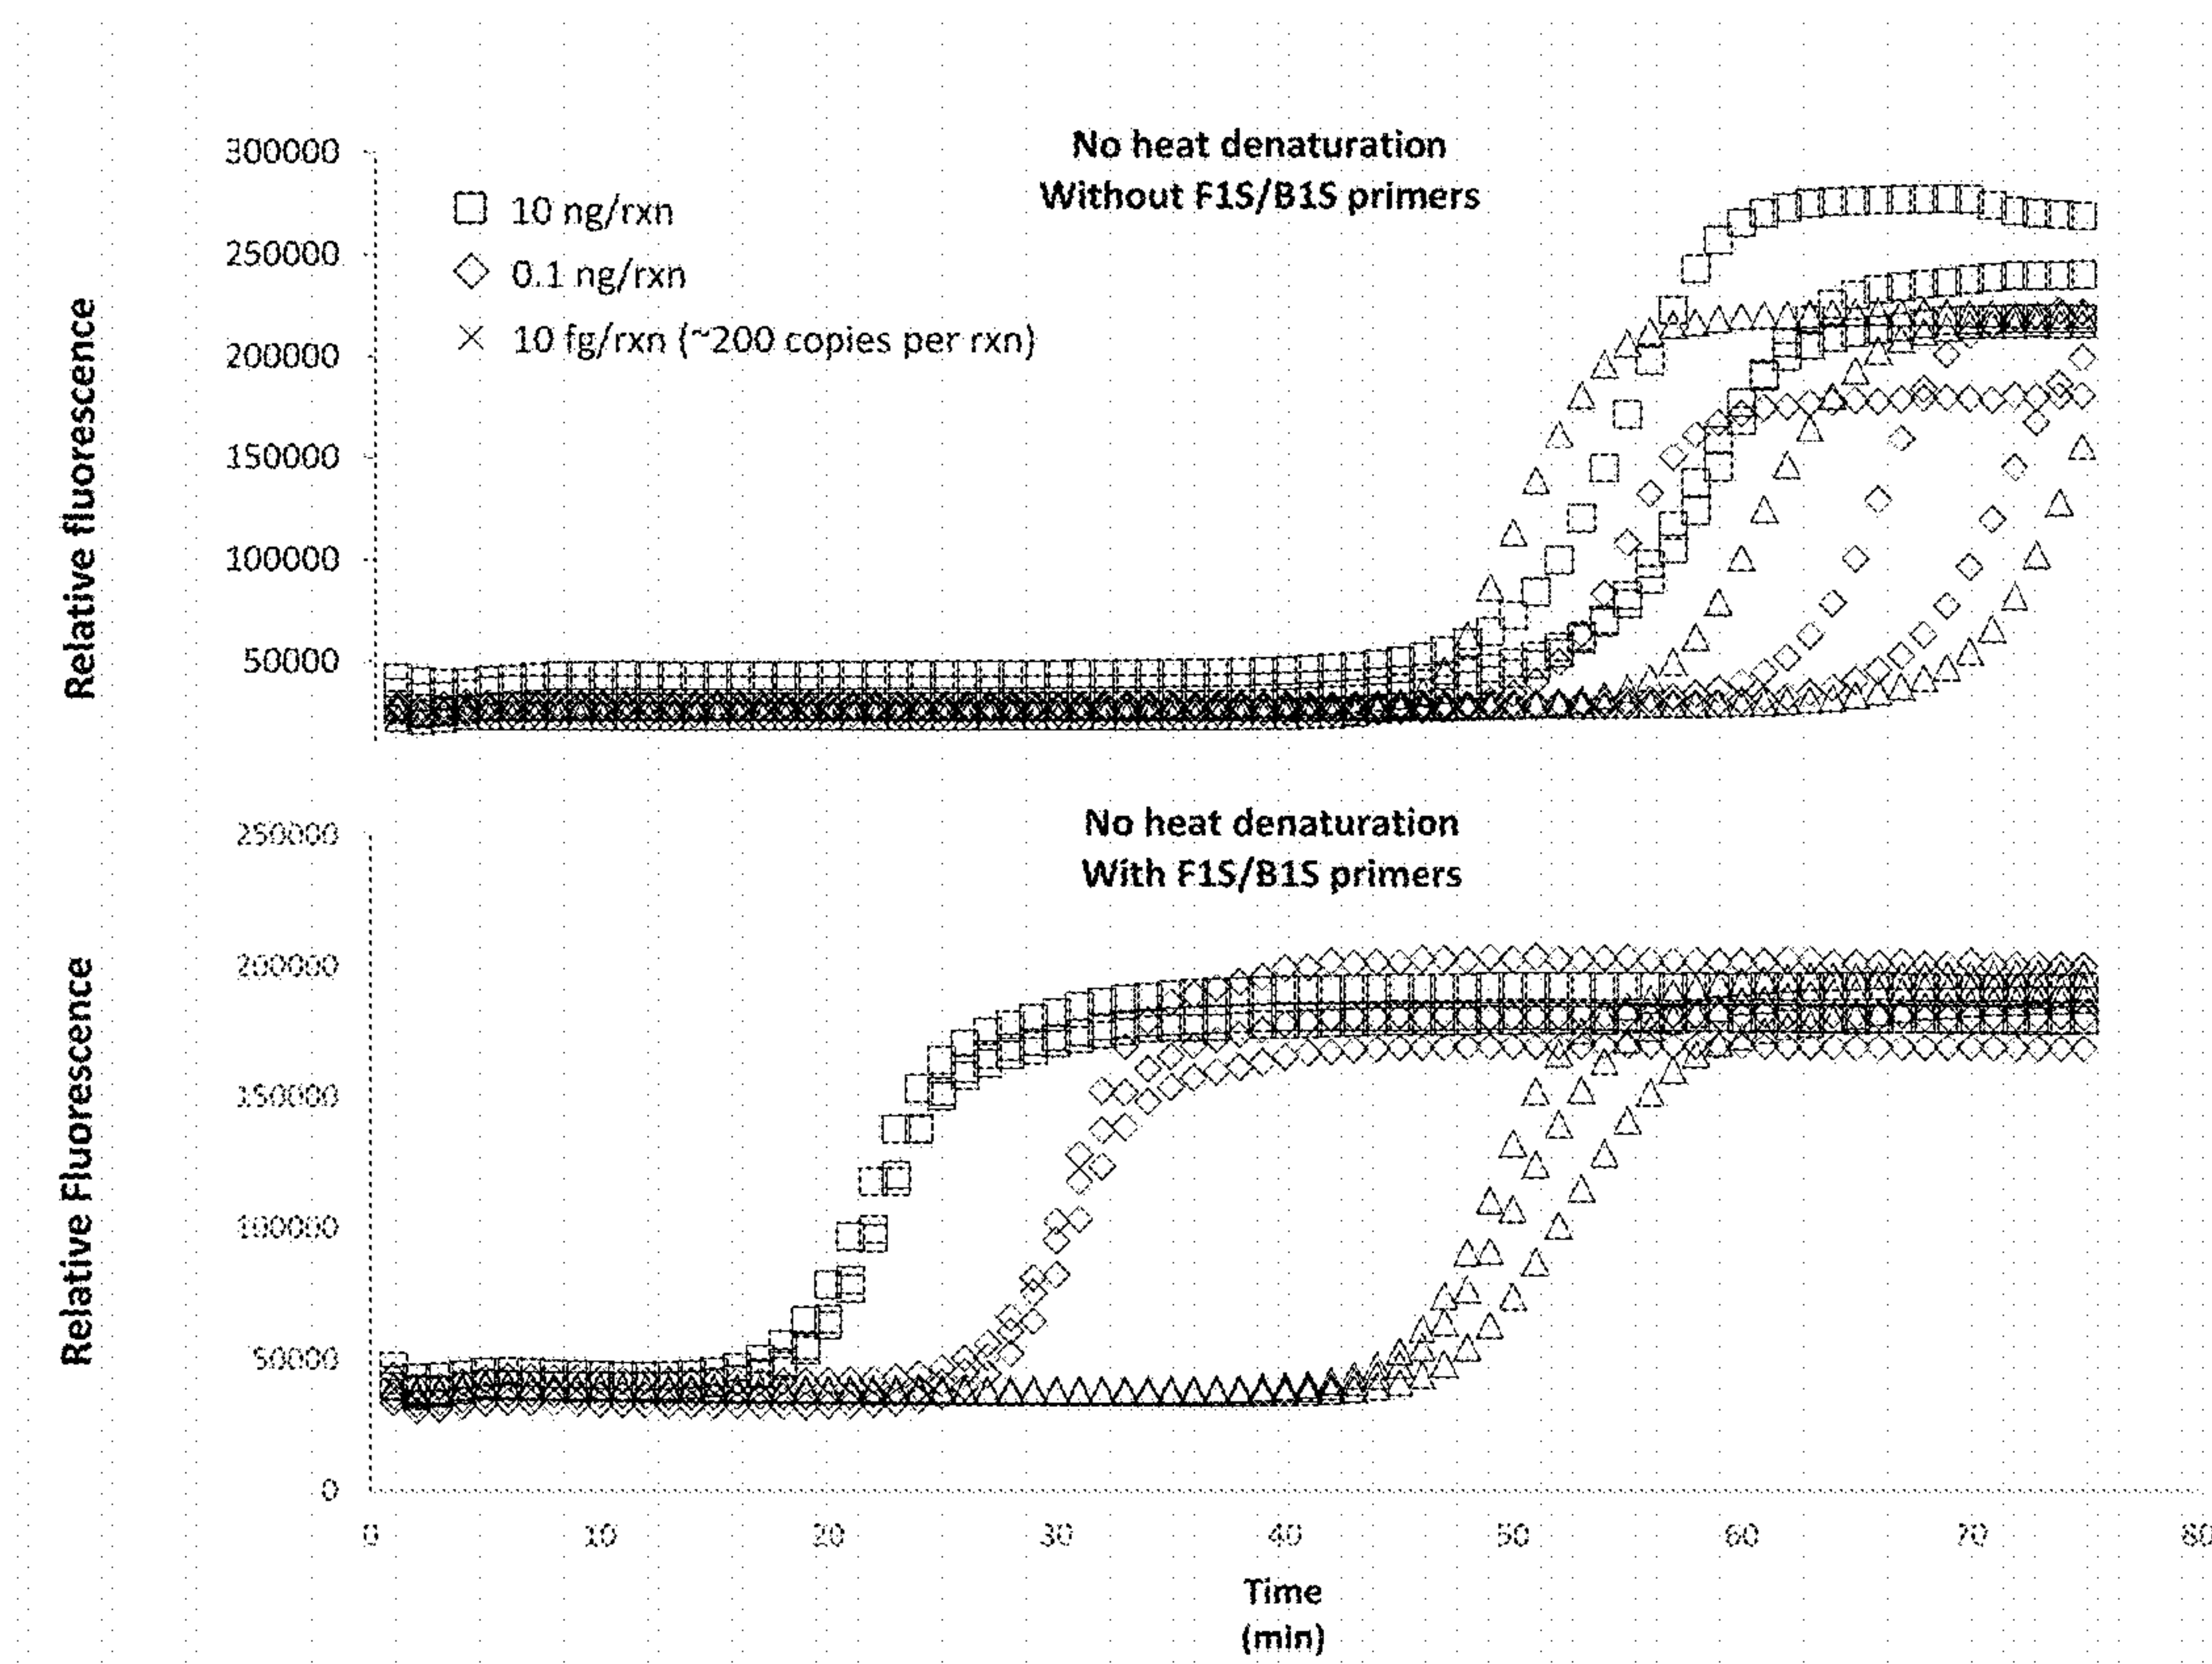 No heat denaturation
Without F1S/B1S primers
300000
250000
200000
150000
100000
50000
Relative fluorescence
10 ng/rxn
0.1 ng/rxn
10 fg/rxn (~200 copies per rxn)
No heat denaturation
With F1S/B1S primers
250000
200000
150000
100000
50000
0
Relative Fluorescence
0 10 20 30 40 50 60 70 80
Time
(min)